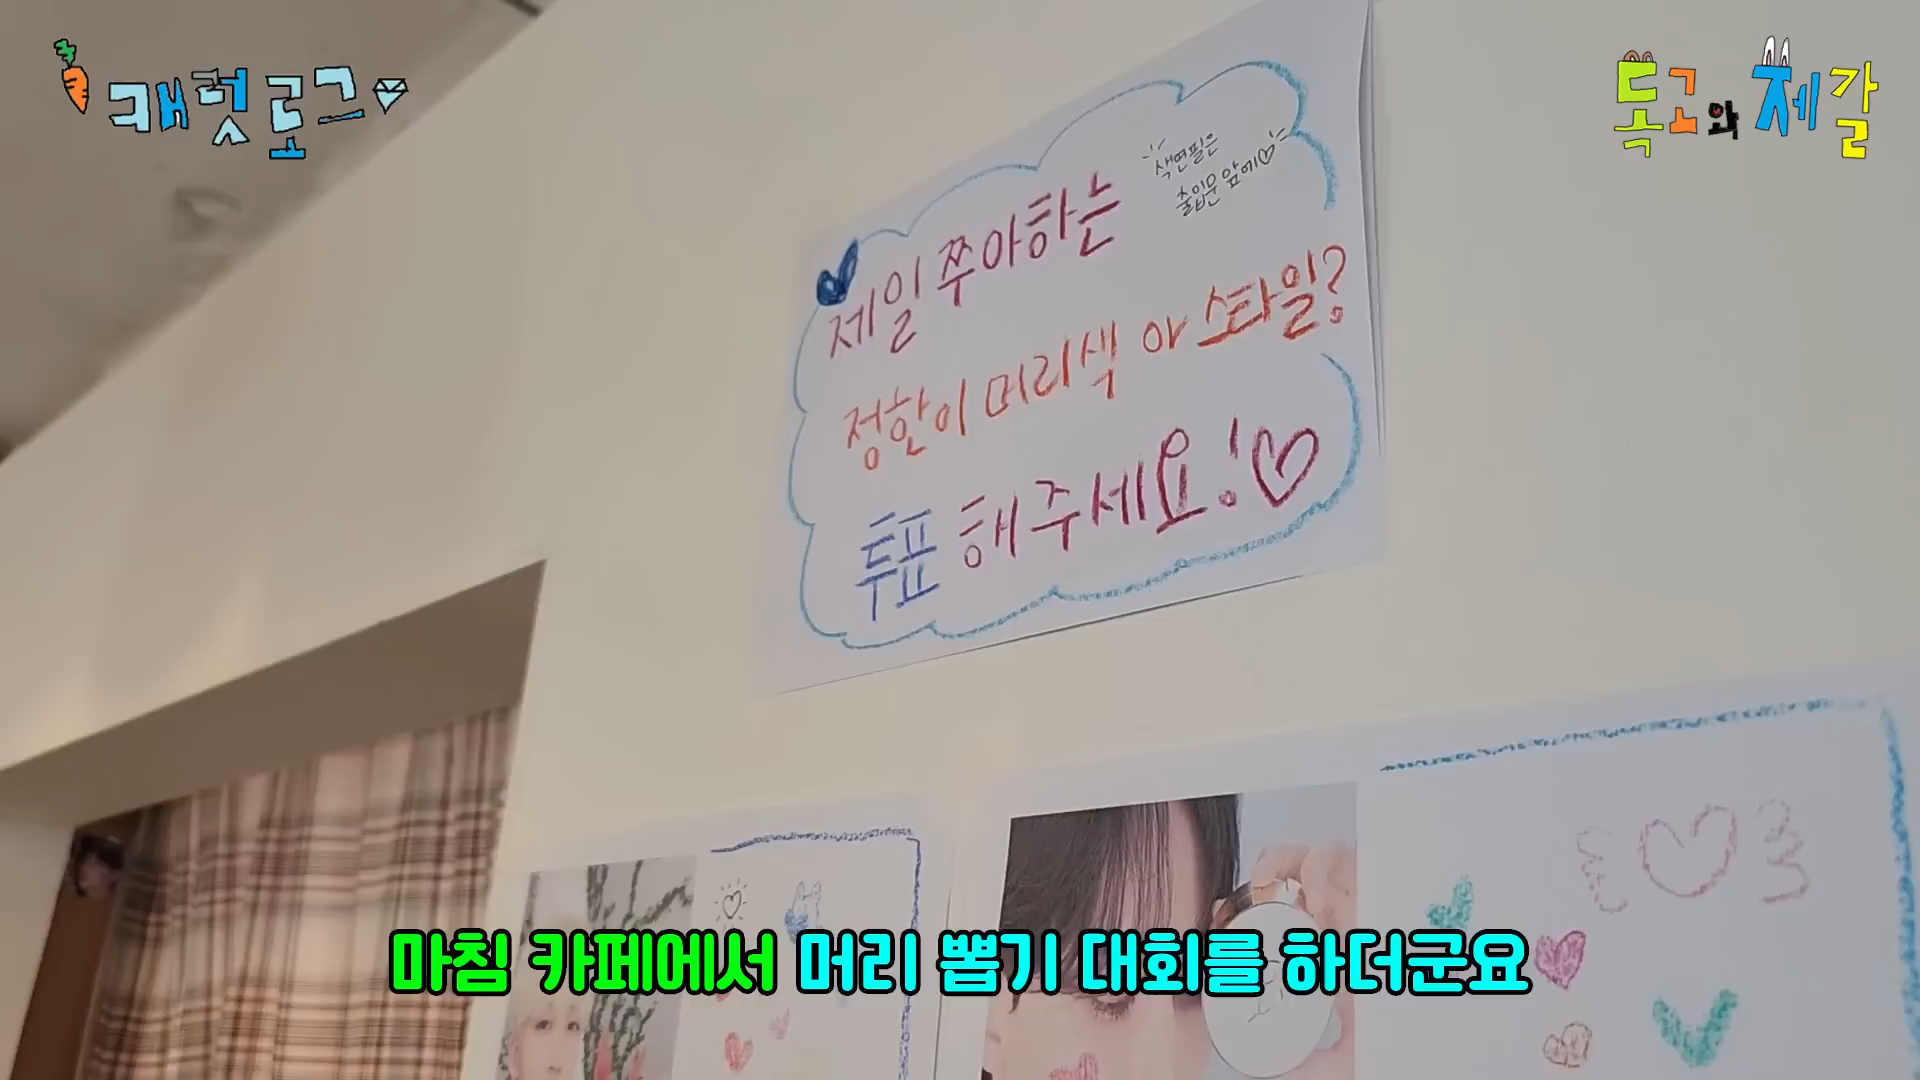 캐럿로그
독고와 제갈
색연필은
출입문 앞에♡
제일 쭈아하는
정한이 머리색 아 스타일?
투표 해주세요!♡
마침 카페에서 머리 뽑기 대회를 하더군요